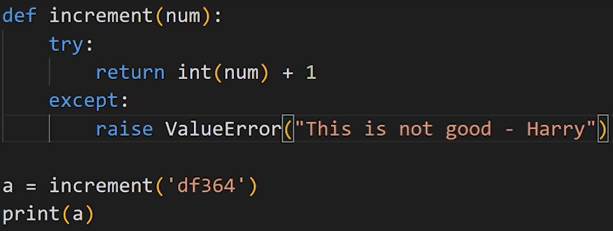 def increment(num):
    try:
        return int(num) + 1
    except:
        raise ValueError("This is not good - Harry")

a = increment('df364')
print(a)